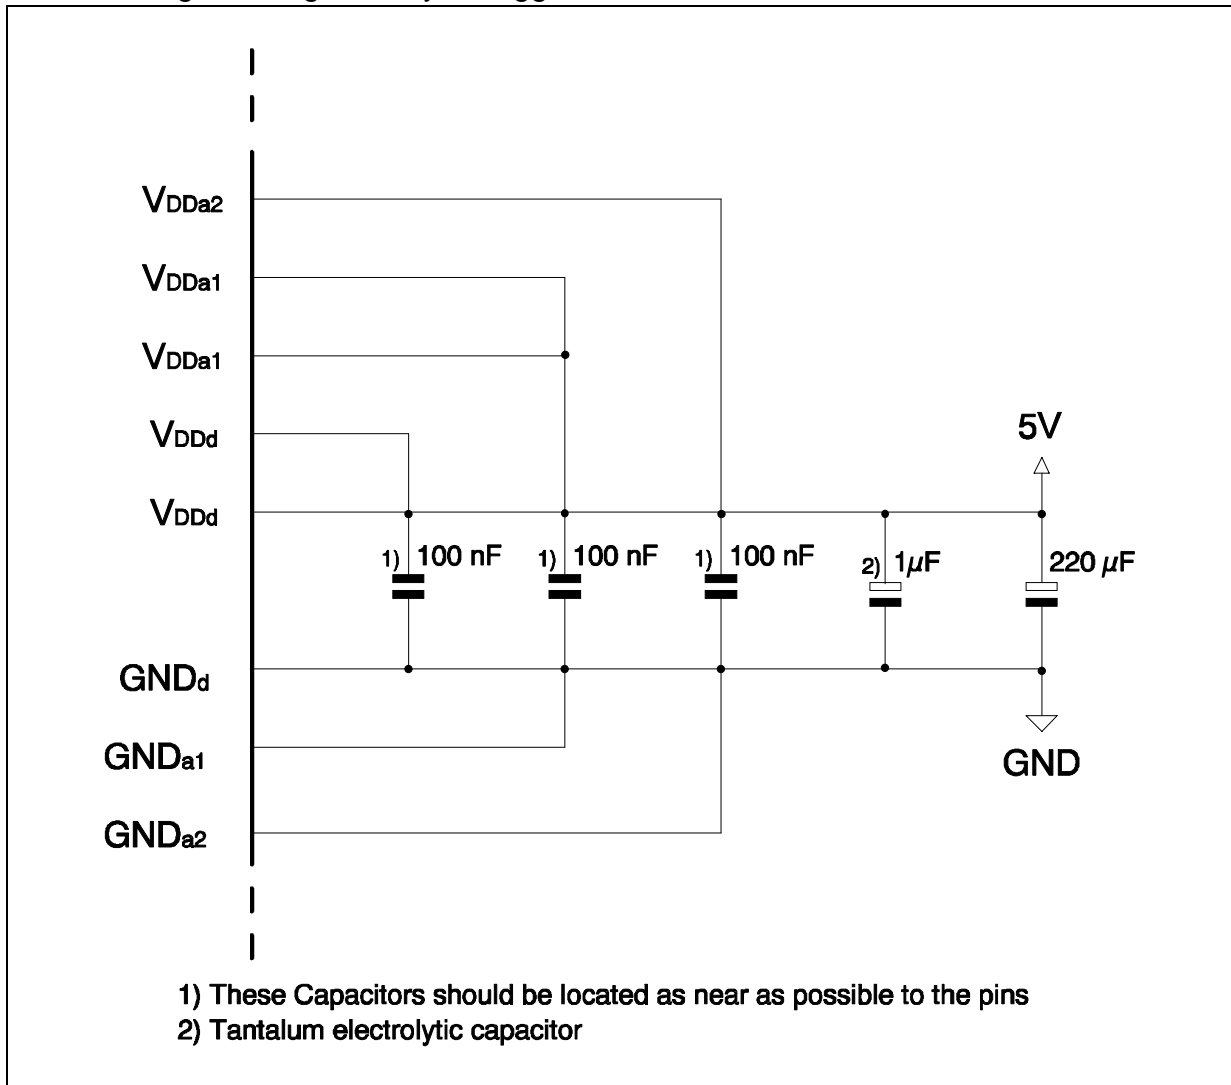 VDDa2
VDDa1
VDDa1
VDDd
5V
VDDd
1) 100 nF
1) 100 nF
1) 100 nF
2) 1µF
220 µF
GNDd
GNDa1
GND
GNDa2
1) These Capacitors should be located as near as possible to the pins
2) Tantalum electrolytic capacitor